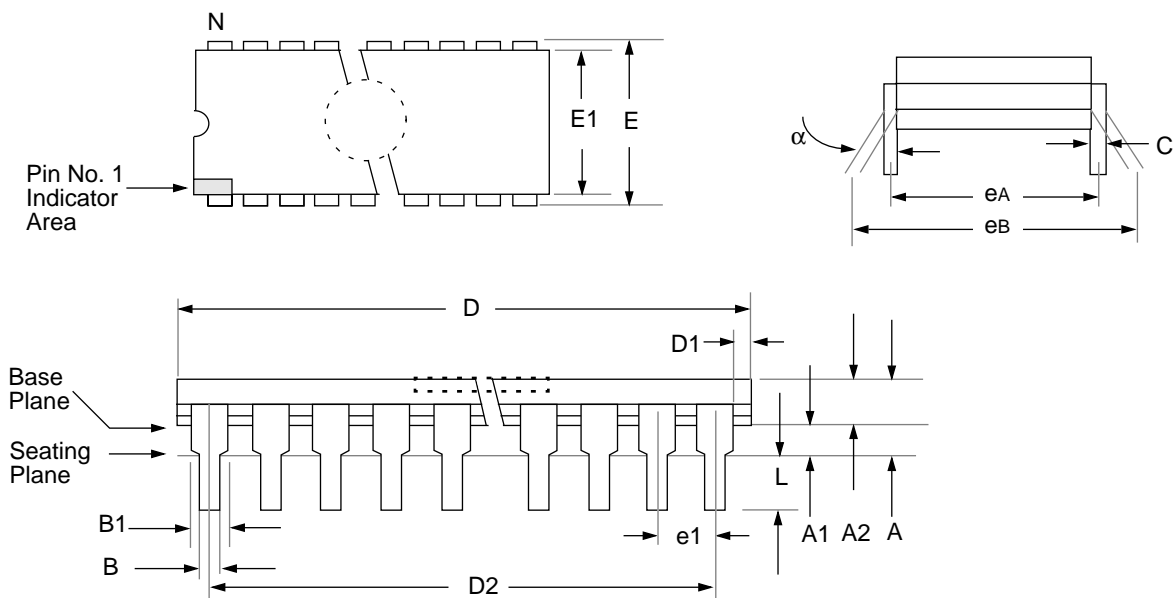 N
E1
E
Pin No. 1
Indicator
Area
α
C
eA
eB
D
D1
Base
Plane
Seating
Plane
L
B1
B
e1
A1
A2
A
D2